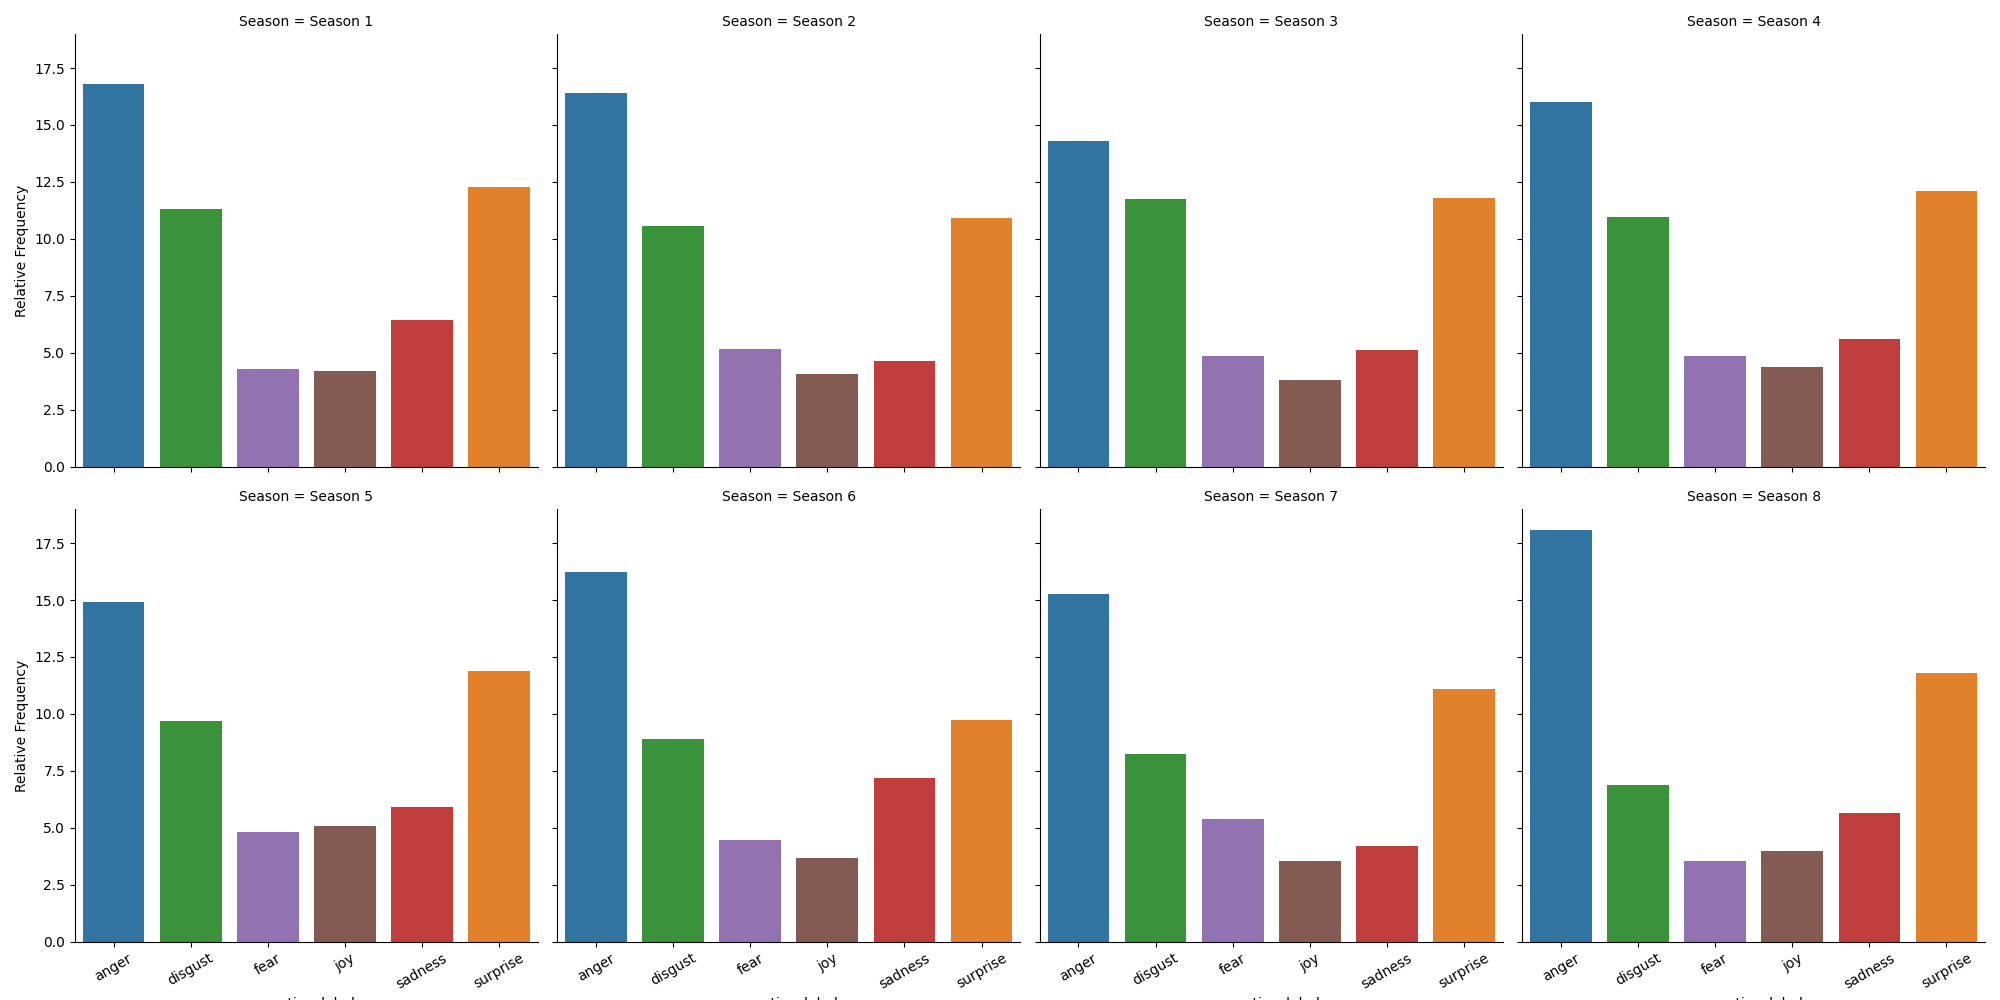 Season = Season 1
Season = Season 2
Season = Season 3
Season = Season 4
17.5
15.0
12.5
10.0
7.5
5.0
2.5
0.0
Relative Frequency
Season = Season 5
Season = Season 6
Season = Season 7
Season = Season 8
17.5
15.0
12.5
10.0
7.5
5.0
2.5
0.0
Relative Frequency
anger disgust fear joy sadness surprise
anger disgust fear joy sadness surprise
anger disgust fear joy sadness surprise
anger disgust fear joy sadness surprise